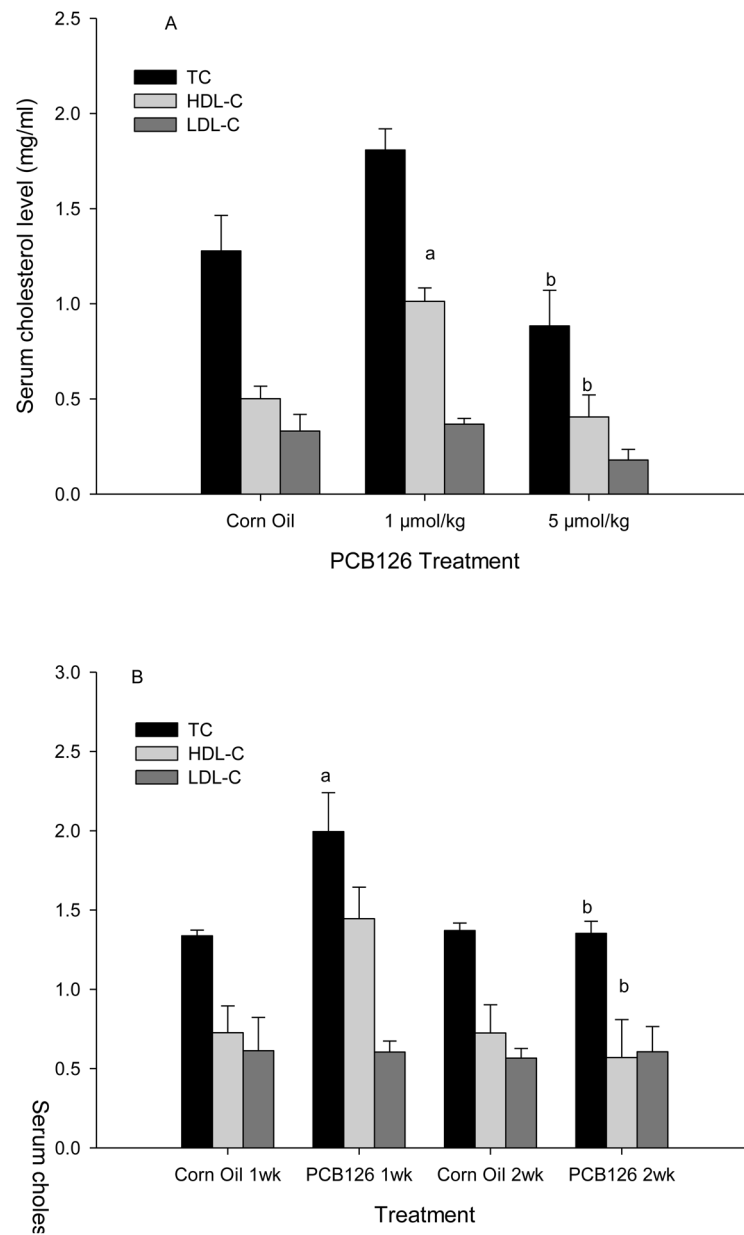 A
2.5
2.0
1.5
1.0
0.5
0.0
Serum cholesterol level (mg/ml)
TC
HDL-C
LDL-C
a
b
b
Corn Oil
1 µmol/kg
5 µmol/kg
PCB126 Treatment
B
3.0
2.5
2.0
1.5
1.0
0.5
0.0
Serum choles
TC
HDL-C
LDL-C
a
b
b
Corn Oil 1wk
PCB126 1wk
Corn Oil 2wk
PCB126 2wk
Treatment